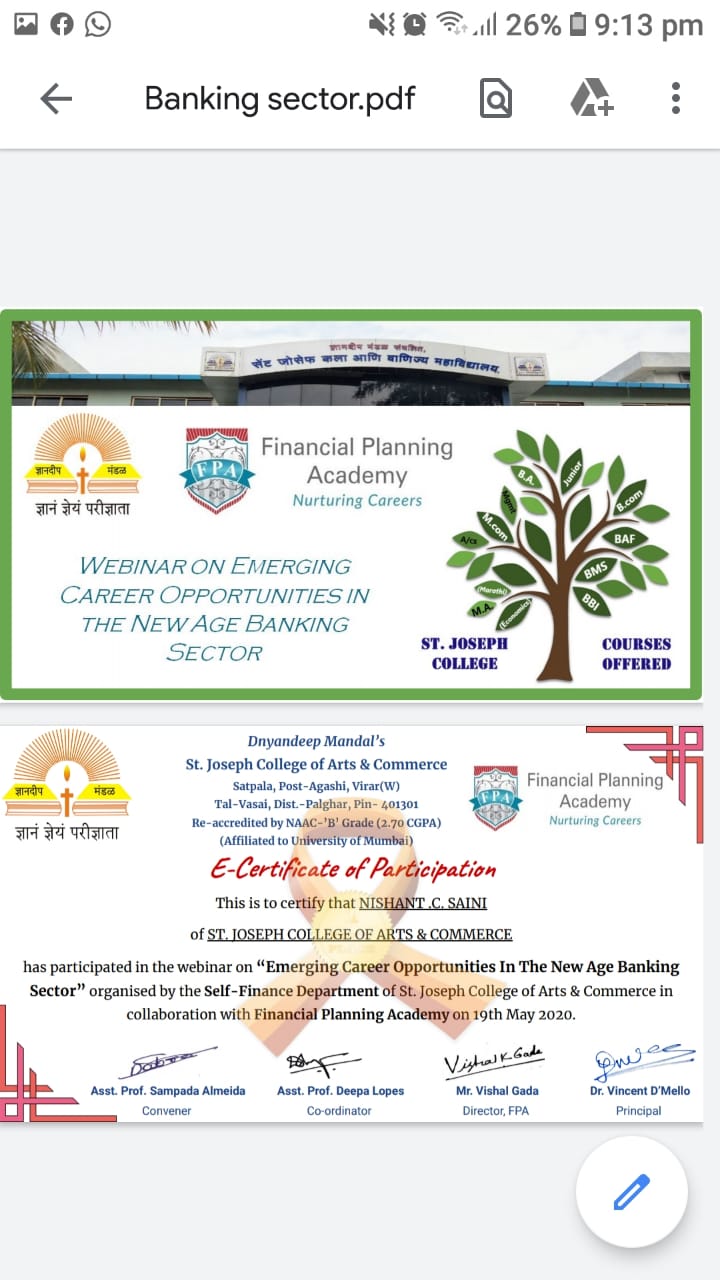 26% 9:13 pm
Banking sector.pdf
ज्ञानदीप मंडळ संचलित,
सेंट जोसेफ कला आणि वाणिज्य महाविद्यालय.
ज्ञानदीप मंडळ
ज्ञानं ज्ञेयं परीज्ञाता
FPA
Financial Planning
Academy
Nurturing Careers
WEBINAR ON EMERGING
CAREER OPPORTUNITIES IN
THE NEW AGE BANKING
SECTOR
B.A.
Junior
Mgmt
B.com
M.com
A/cs
BAF
BMS
(Marathi)
BBI
M.A.
(Economics)
ST. JOSEPH
COLLEGE
COURSES
OFFERED
ज्ञानदीप मंडळ
ज्ञानं ज्ञेयं परीज्ञाता
Dnyandeep Mandal's
St. Joseph College of Arts & Commerce
Satpala, Post-Agashi, Virar(W)
Tal-Vasai, Dist.-Palghar, Pin- 401301
Re-accredited by NAAC-'B' Grade (2.70 CGPA)
(Affiliated to University of Mumbai)
FPA
Financial Planning
Academy
Nurturing Careers
E-Certificate of Participation
This is to certify that NISHANT .C. SAINI
of ST. JOSEPH COLLEGE OF ARTS & COMMERCE
has participated in the webinar on “Emerging Career Opportunities In The New Age Banking
Sector” organised by the Self-Finance Department of St. Joseph College of Arts & Commerce in
collaboration with Financial Planning Academy on 19th May 2020.
Vishal K Gada
Asst. Prof. Sampada Almeida
Convener
Asst. Prof. Deepa Lopes
Co-ordinator
Mr. Vishal Gada
Director, FPA
Dr. Vincent D'Mello
Principal